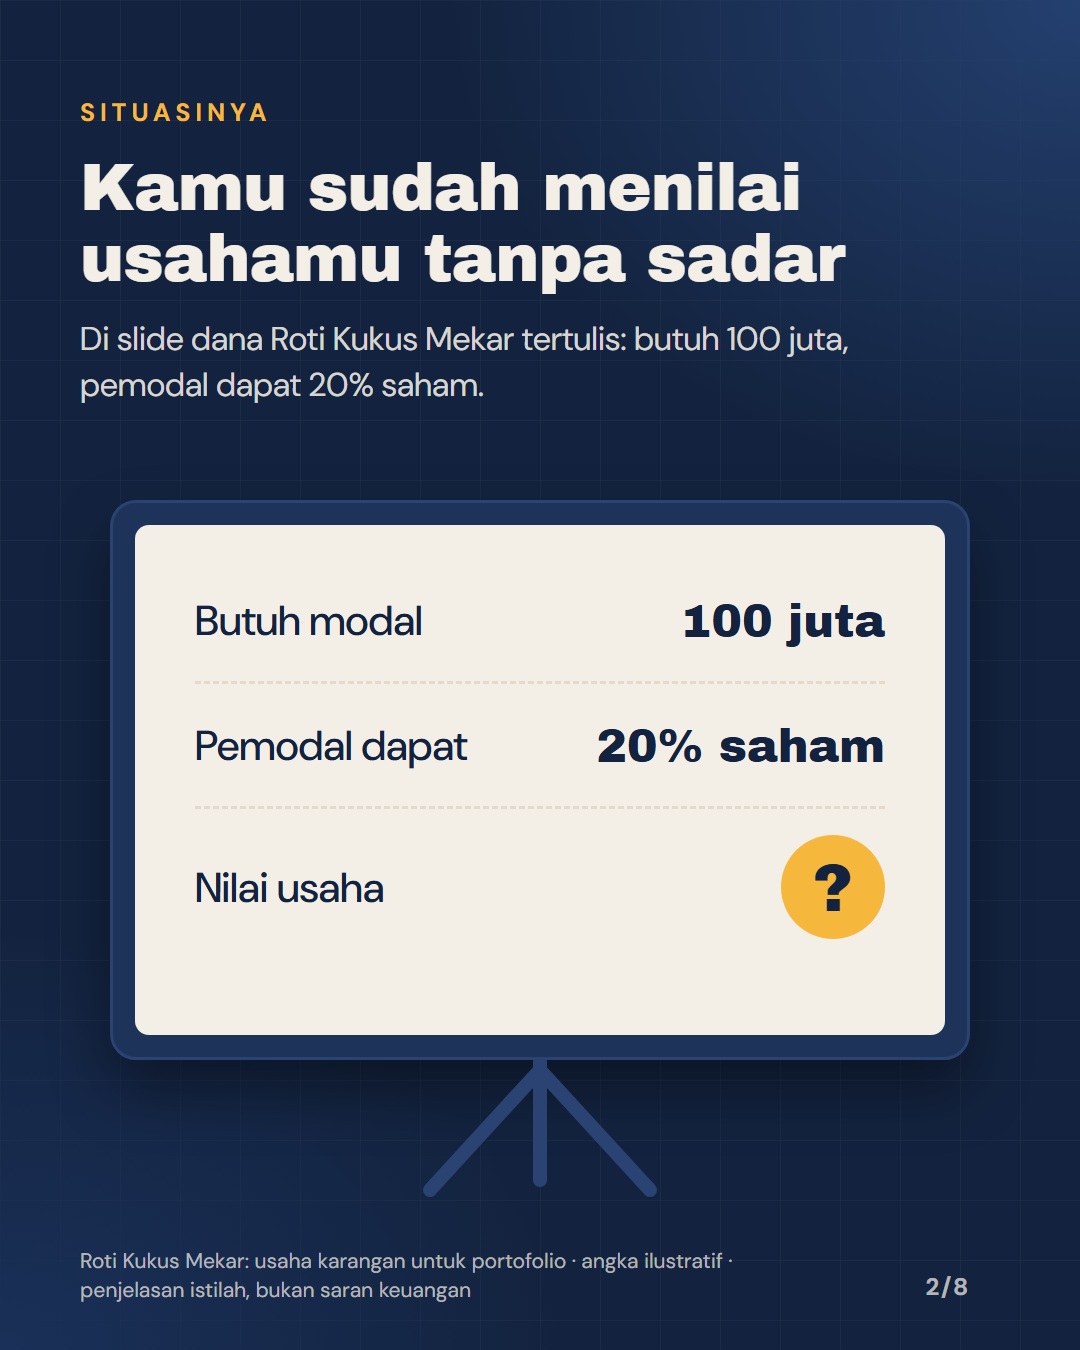 SITUASINYA
Kamu sudah menilai
usahamu tanpa sadar
Di slide dana Roti Kukus Mekar tertulis: butuh 100 juta,
pemodal dapat 20% saham.
Butuh modal 100 juta
Pemodal dapat 20% saham
Nilai usaha ?
Roti Kukus Mekar: usaha karangan untuk portofolio · angka ilustratif ·
penjelasan istilah, bukan saran keuangan
2/8